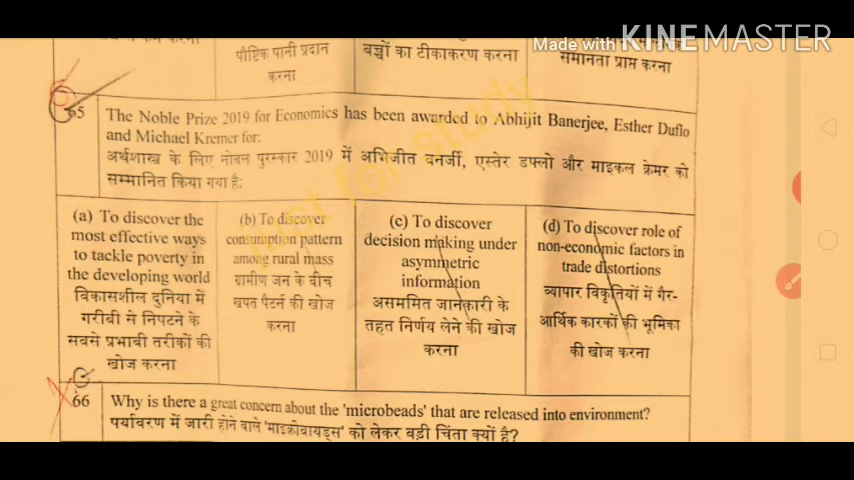 Made with KINEMASTER
पौष्टिक पानी प्रदान
करना
बच्चों का टीकाकरण करना
समानता प्राप्त करना
65
The Noble Prize 2019 for Economics has been awarded to Abhijit Banerjee, Esther Duflo
and Michael Kremer for:
अर्थशास्त्र के लिए नोबल पुरस्कार 2019 में अभिजीत बनर्जी, एस्तेर डफ्लो और माइकल क्रेमर को
सम्मानित किया गया है:
(a) To discover the
most effective ways
to tackle poverty in
the developing world
विकासशील दुनिया में
गरीबी से निपटने के
सबसे प्रभावी तरीकों की
खोज करना
(b) To discover
consumption pattern
among rural mass
ग्रामीण जन के बीच
खपत पैटर्न की खोज
करना
(c) To discover
decision making under
asymmetric
information
असममित जानकारी के
तहत निर्णय लेने की खोज
करना
(d) To discover role of
non-economic factors in
trade distortions
व्यापार विकृतियों में गैर-
आर्थिक कारकों की भूमिका
की खोज करना
just for study
66
Why is there a great concern about the 'microbeads' that are released into environment?
पर्यावरण में जारी होने वाले 'माइक्रोबायड्स' को लेकर बड़ी चिंता क्यों है?